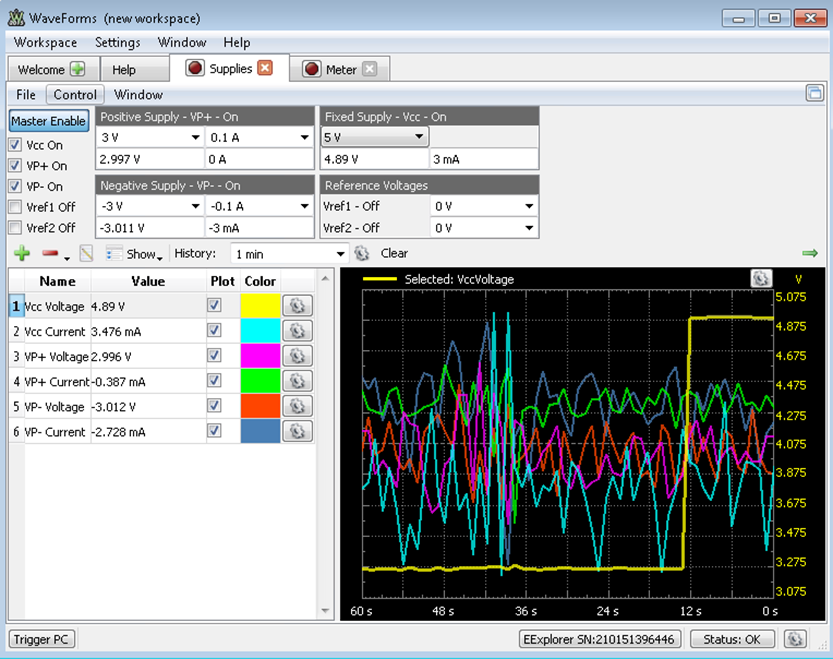 WaveForms (new workspace)
Workspace Settings Window Help
Welcome Help Supplies Meter
File Control Window
Master Enable
Positive Supply - VP+ - On
Fixed Supply - Vcc - On
Vcc On
3 V 0.1 A
5 V
VP+ On
2.997 V 0 A
4.89 V 3 mA
VP- On
Negative Supply - VP- - On
Reference Voltages
Vref1 Off
-3 V -0.1 A
Vref1 - Off 0 V
Vref2 Off
-3.011 V -3 mA
Vref2 - Off 0 V
Show History: 1 min Clear
Name Value Plot Color
1 Vcc Voltage 4.89 V
2 Vcc Current 3.476 mA
3 VP+ Voltage 2.996 V
4 VP+ Current -0.387 mA
5 VP- Voltage -3.012 V
6 VP- Current -2.728 mA
Selected: VccVoltage
V
5.075
4.875
4.675
4.475
4.275
4.075
3.875
3.675
3.475
3.275
3.075
60 s 48 s 36 s 24 s 12 s 0 s
Trigger PC
EExplorer SN:210151396446
Status: OK